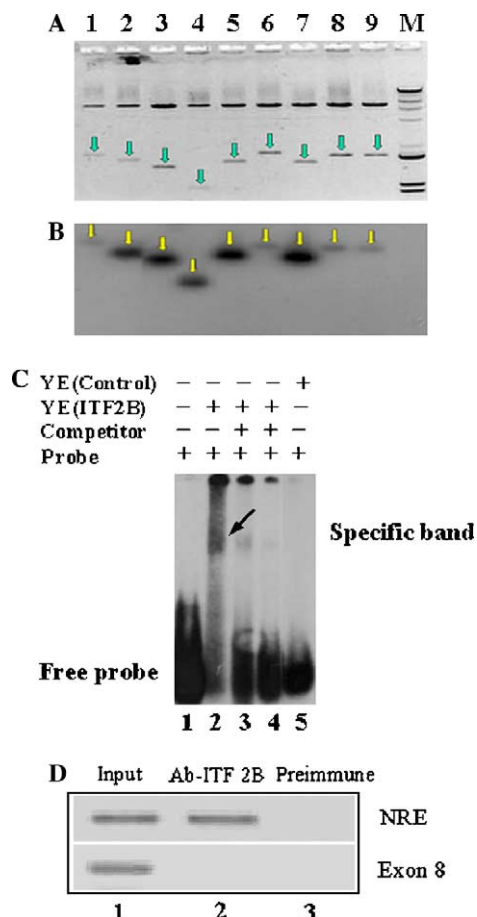 A 1 2 3 4 5 6 7 8 9 M
B
C YE(Control) − − − − +
YE(ITF2B) − + + + −
Competitor − − + + −
Probe + + + + +
Specific band
Free probe
1 2 3 4 5
D Input Ab-ITF 2B Preimmune
NRE
Exon 8
1 2 3